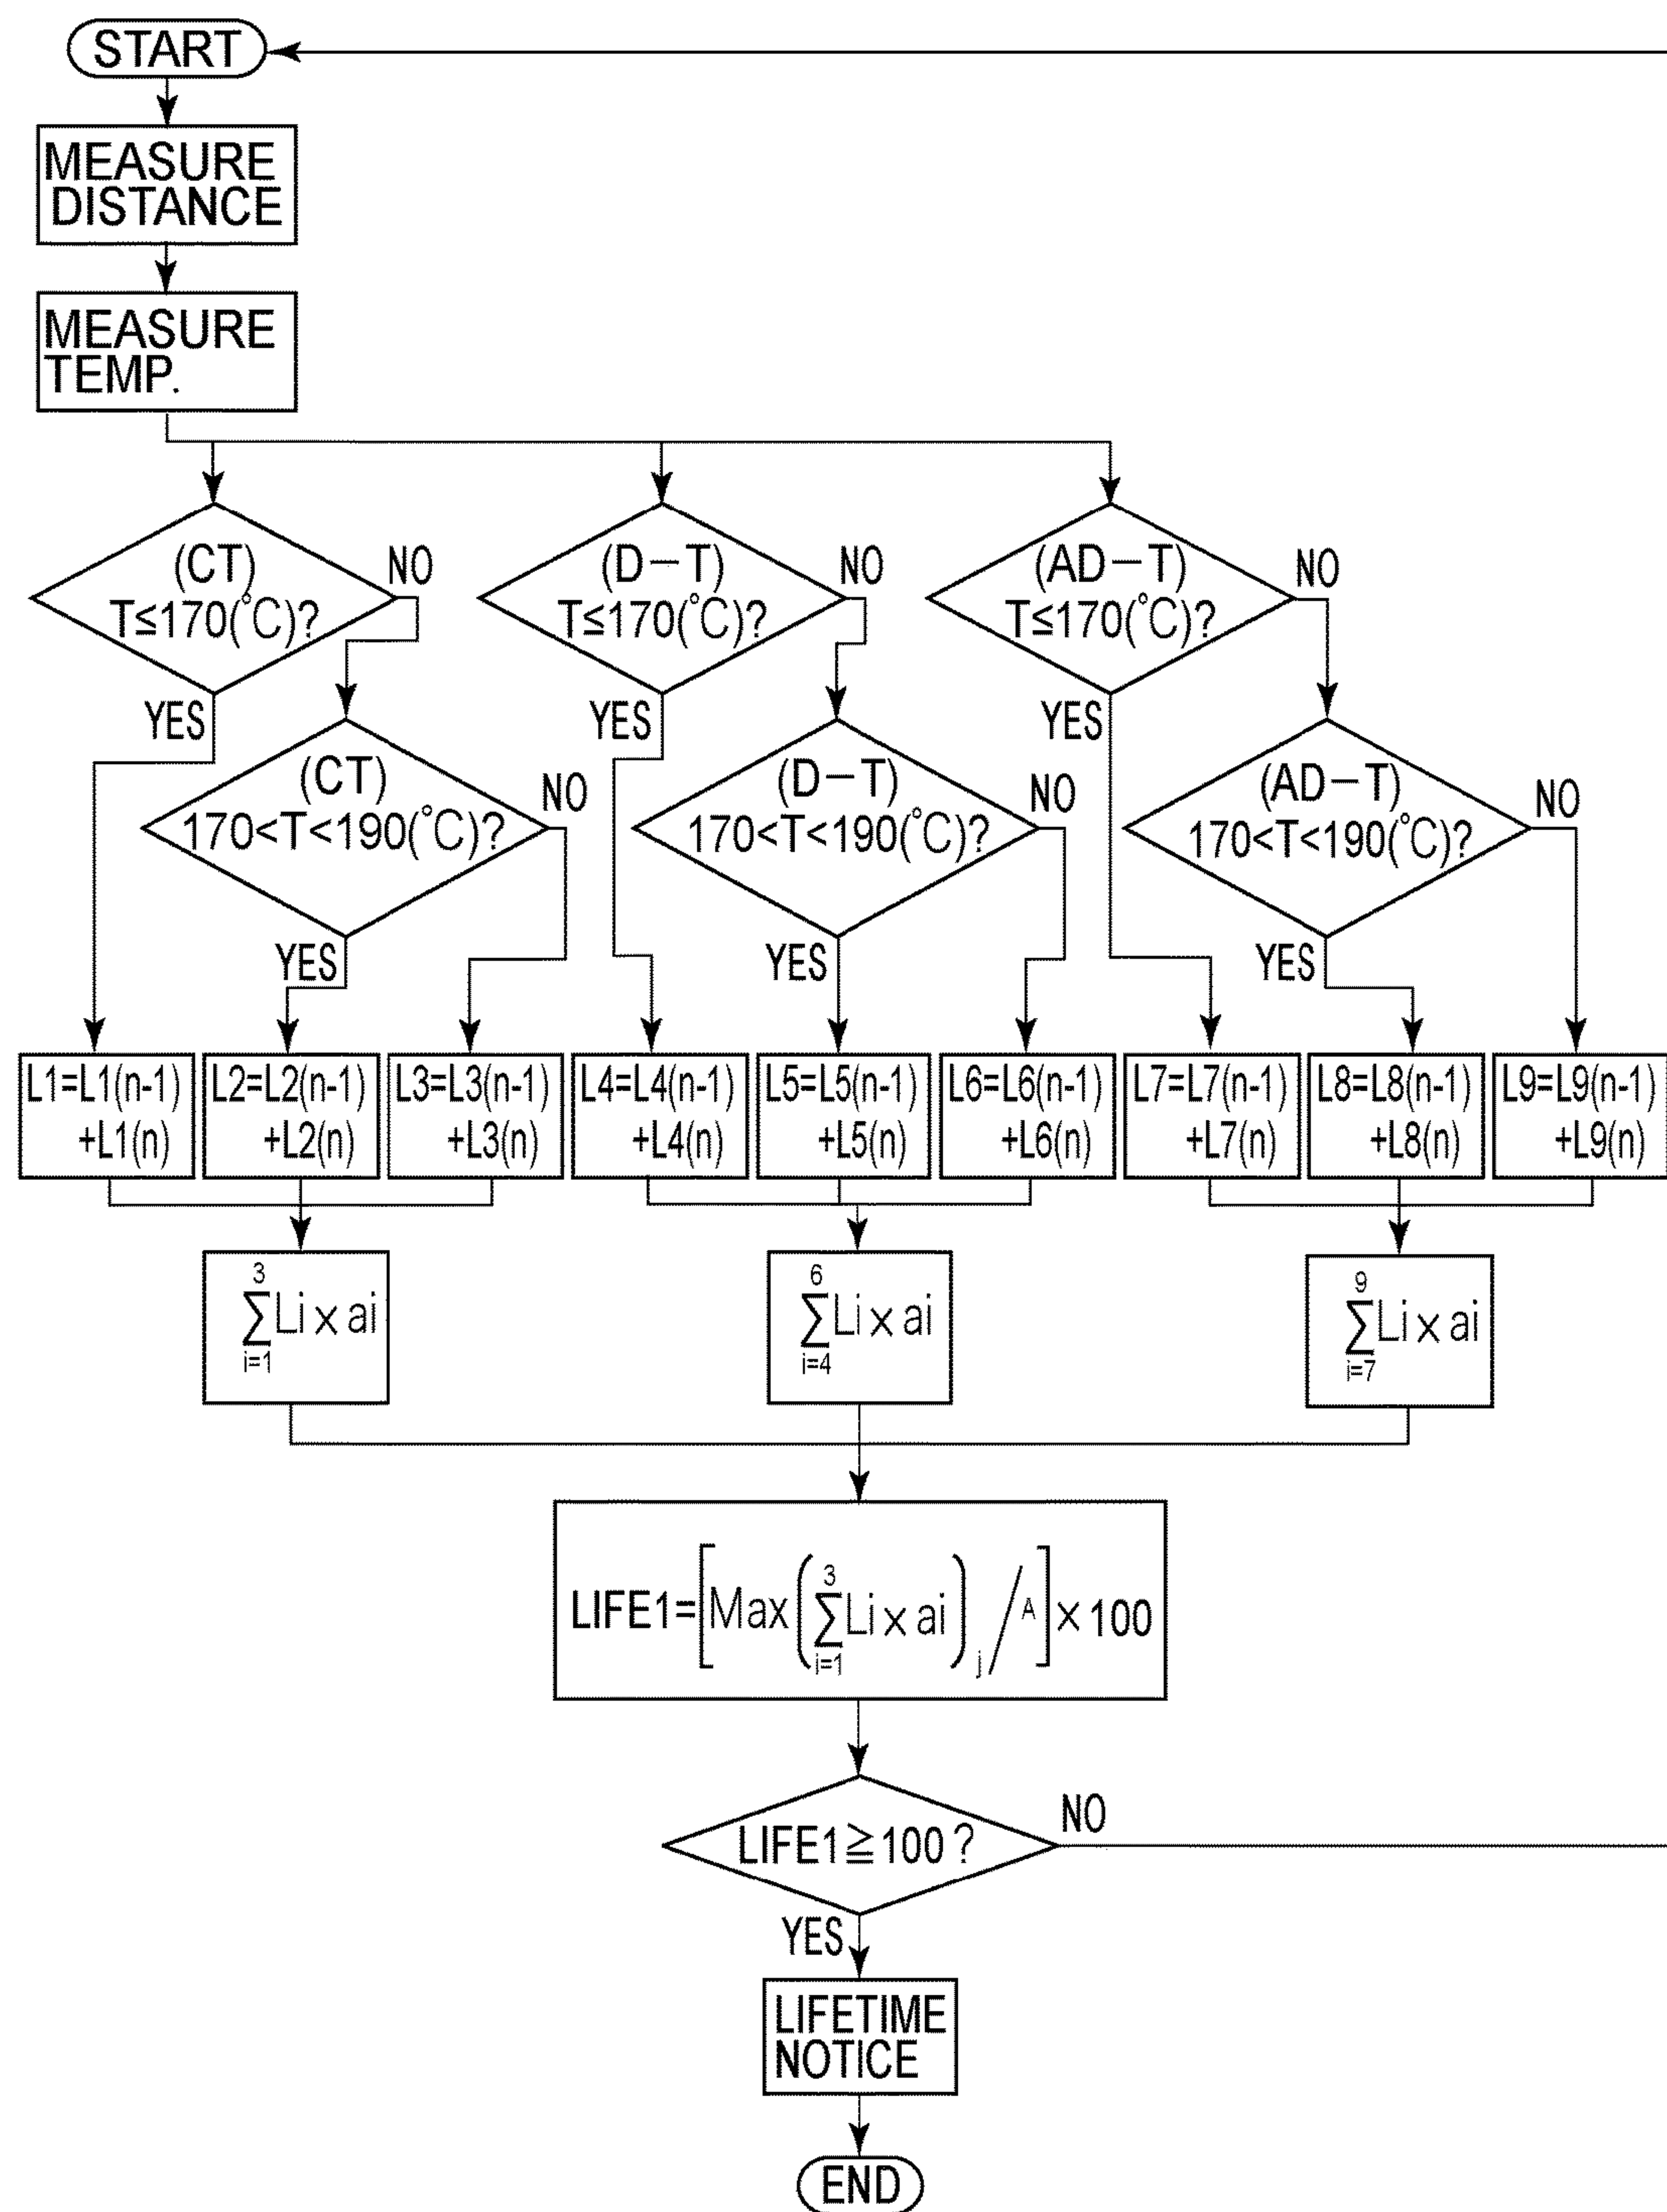 START
MEASURE
DISTANCE
MEASURE
TEMP.
(CT)
T≦170(°C)?
NO
YES
(D−T)
T≦170(°C)?
NO
YES
(AD−T)
T≦170(°C)?
NO
YES
(CT)
170<T<190(°C)?
NO
YES
(D−T)
170<T<190(°C)?
NO
YES
(AD−T)
170<T<190(°C)?
NO
YES
L1=L1(n-1)
+L1(n)
L2=L2(n-1)
+L2(n)
L3=L3(n-1)
+L3(n)
L4=L4(n-1)
+L4(n)
L5=L5(n-1)
+L5(n)
L6=L6(n-1)
+L6(n)
L7=L7(n-1)
+L7(n)
L8=L8(n-1)
+L8(n)
L9=L9(n-1)
+L9(n)
3
∑Li×ai
i=1
6
∑Li×ai
i=4
9
∑Li×ai
i=7
3
LIFE1=[Max(∑Li×ai)j/A]×100
i=1
LIFE1≧100?
NO
YES
LIFETIME
NOTICE
END